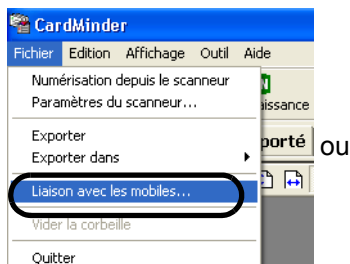 CardMinder
Fichier Edition Affichage Outil Aide
Numérisation depuis le scanneur
Paramètres du scanneur...
aissance
Exporter
porté ou
Exporter dans
Liaison avec les mobiles...
Vider la corbeille
Quitter